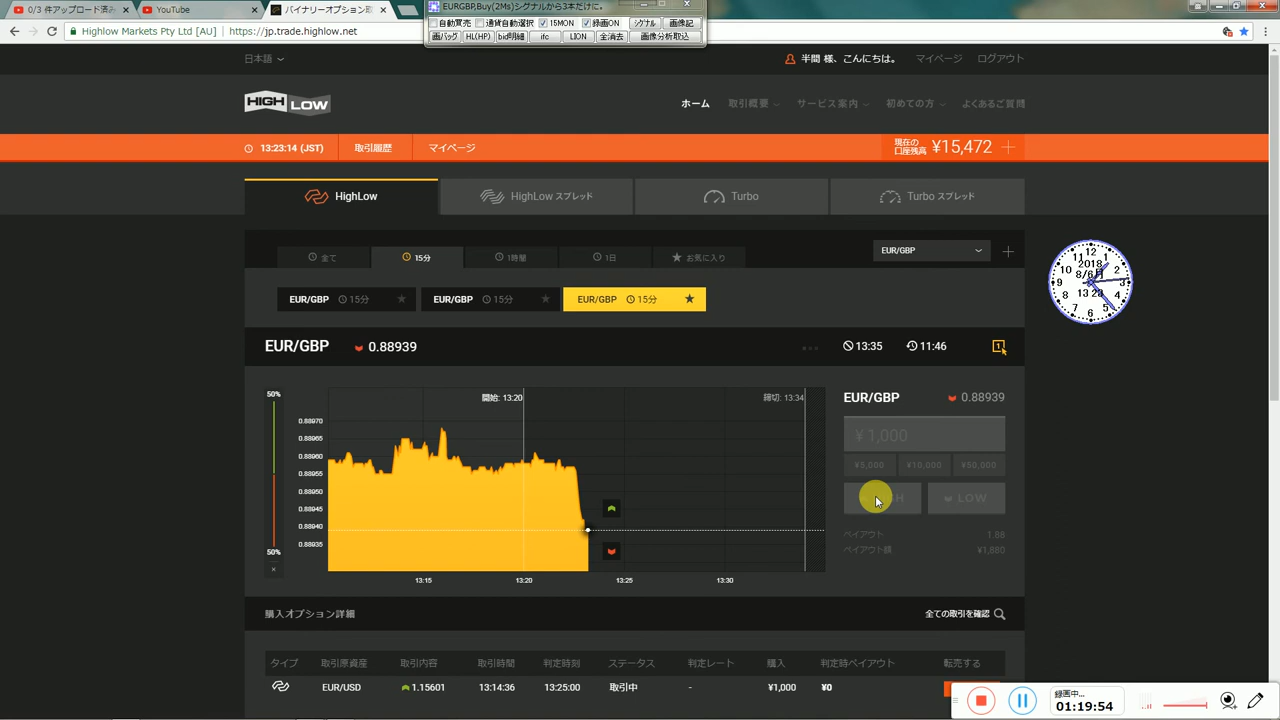 0/3 件アップロード済み
YouTube
バイナリーオプション取
EURGBP,Buy(2Ms)シグナルから3本だけに。
自動買売 通貨自動選択 15MON 録画ON シグナル 画像記
画バッグ HL(HP) bid明細 ifc LION 全消去 画像分析取込
Highlow Markets Pty Ltd [AU] https://jp.trade.highlow.net
日本語
半間 様、こんにちは。 マイページ ログアウト
HIGH LOW
ホーム 取引概要 サービス案内 初めての方 よくあるご質問
13:23:14 (JST) 取引履歴 マイページ
現在の
口座残高 ¥15,472
HighLow HighLow スプレッド Turbo Turbo スプレッド
全て 15分 1時間 1日 お気に入り EUR/GBP
EUR/GBP 15分 EUR/GBP 15分 EUR/GBP 15分
12
11 1
10 2018 2
8/6 月
9 3
8 13 23 4
7 5
6
EUR/GBP 0.88939 13:35 11:46 1
50%
開始: 13:20 締切: 13:34
EUR/GBP 0.88939
0.88970
0.88965
0.88960
0.88955
0.88950
0.88945
0.88940
0.88935
¥1,000
¥5,000 ¥10,000 ¥50,000
H LOW
ペイアウト 1.88
ペイアウト額 ¥1,880
50%
13:15 13:20 13:25 13:30
購入オプション詳細 全ての取引を確認
タイプ 取引原資産 取引内容 取引時間 判定時刻 ステータス 判定レート 購入 判定時ペイアウト 転売する
EUR/USD 1.15601 13:14:36 13:25:00 取引中 - ¥1,000 ¥0
録画中...
01:19:54